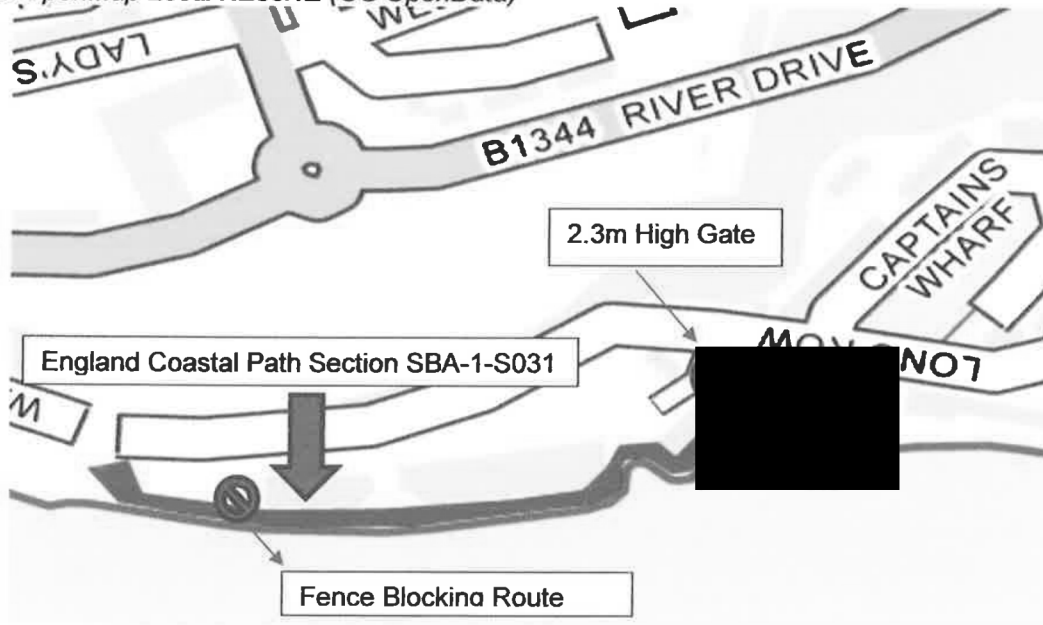 LADY'S
B1344 RIVER DRIVE
CAPTAINS
WHARF
2.3m High Gate
England Coastal Path Section SBA-1-S031
Fence Blocking Route